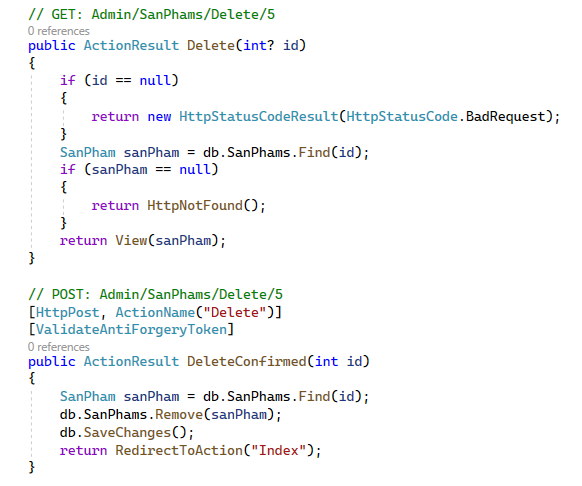 // GET: Admin/SanPhams/Delete/5
0 references
public ActionResult Delete(int? id)
{
    if (id == null)
    {
        return new HttpStatusCodeResult(HttpStatusCode.BadRequest);
    }
    SanPham sanPham = db.SanPhams.Find(id);
    if (sanPham == null)
    {
        return HttpNotFound();
    }
    return View(sanPham);
}

// POST: Admin/SanPhams/Delete/5
[HttpPost, ActionName("Delete")]
[ValidateAntiForgeryToken]
0 references
public ActionResult DeleteConfirmed(int id)
{
    SanPham sanPham = db.SanPhams.Find(id);
    db.SanPhams.Remove(sanPham);
    db.SaveChanges();
    return RedirectToAction("Index");
}